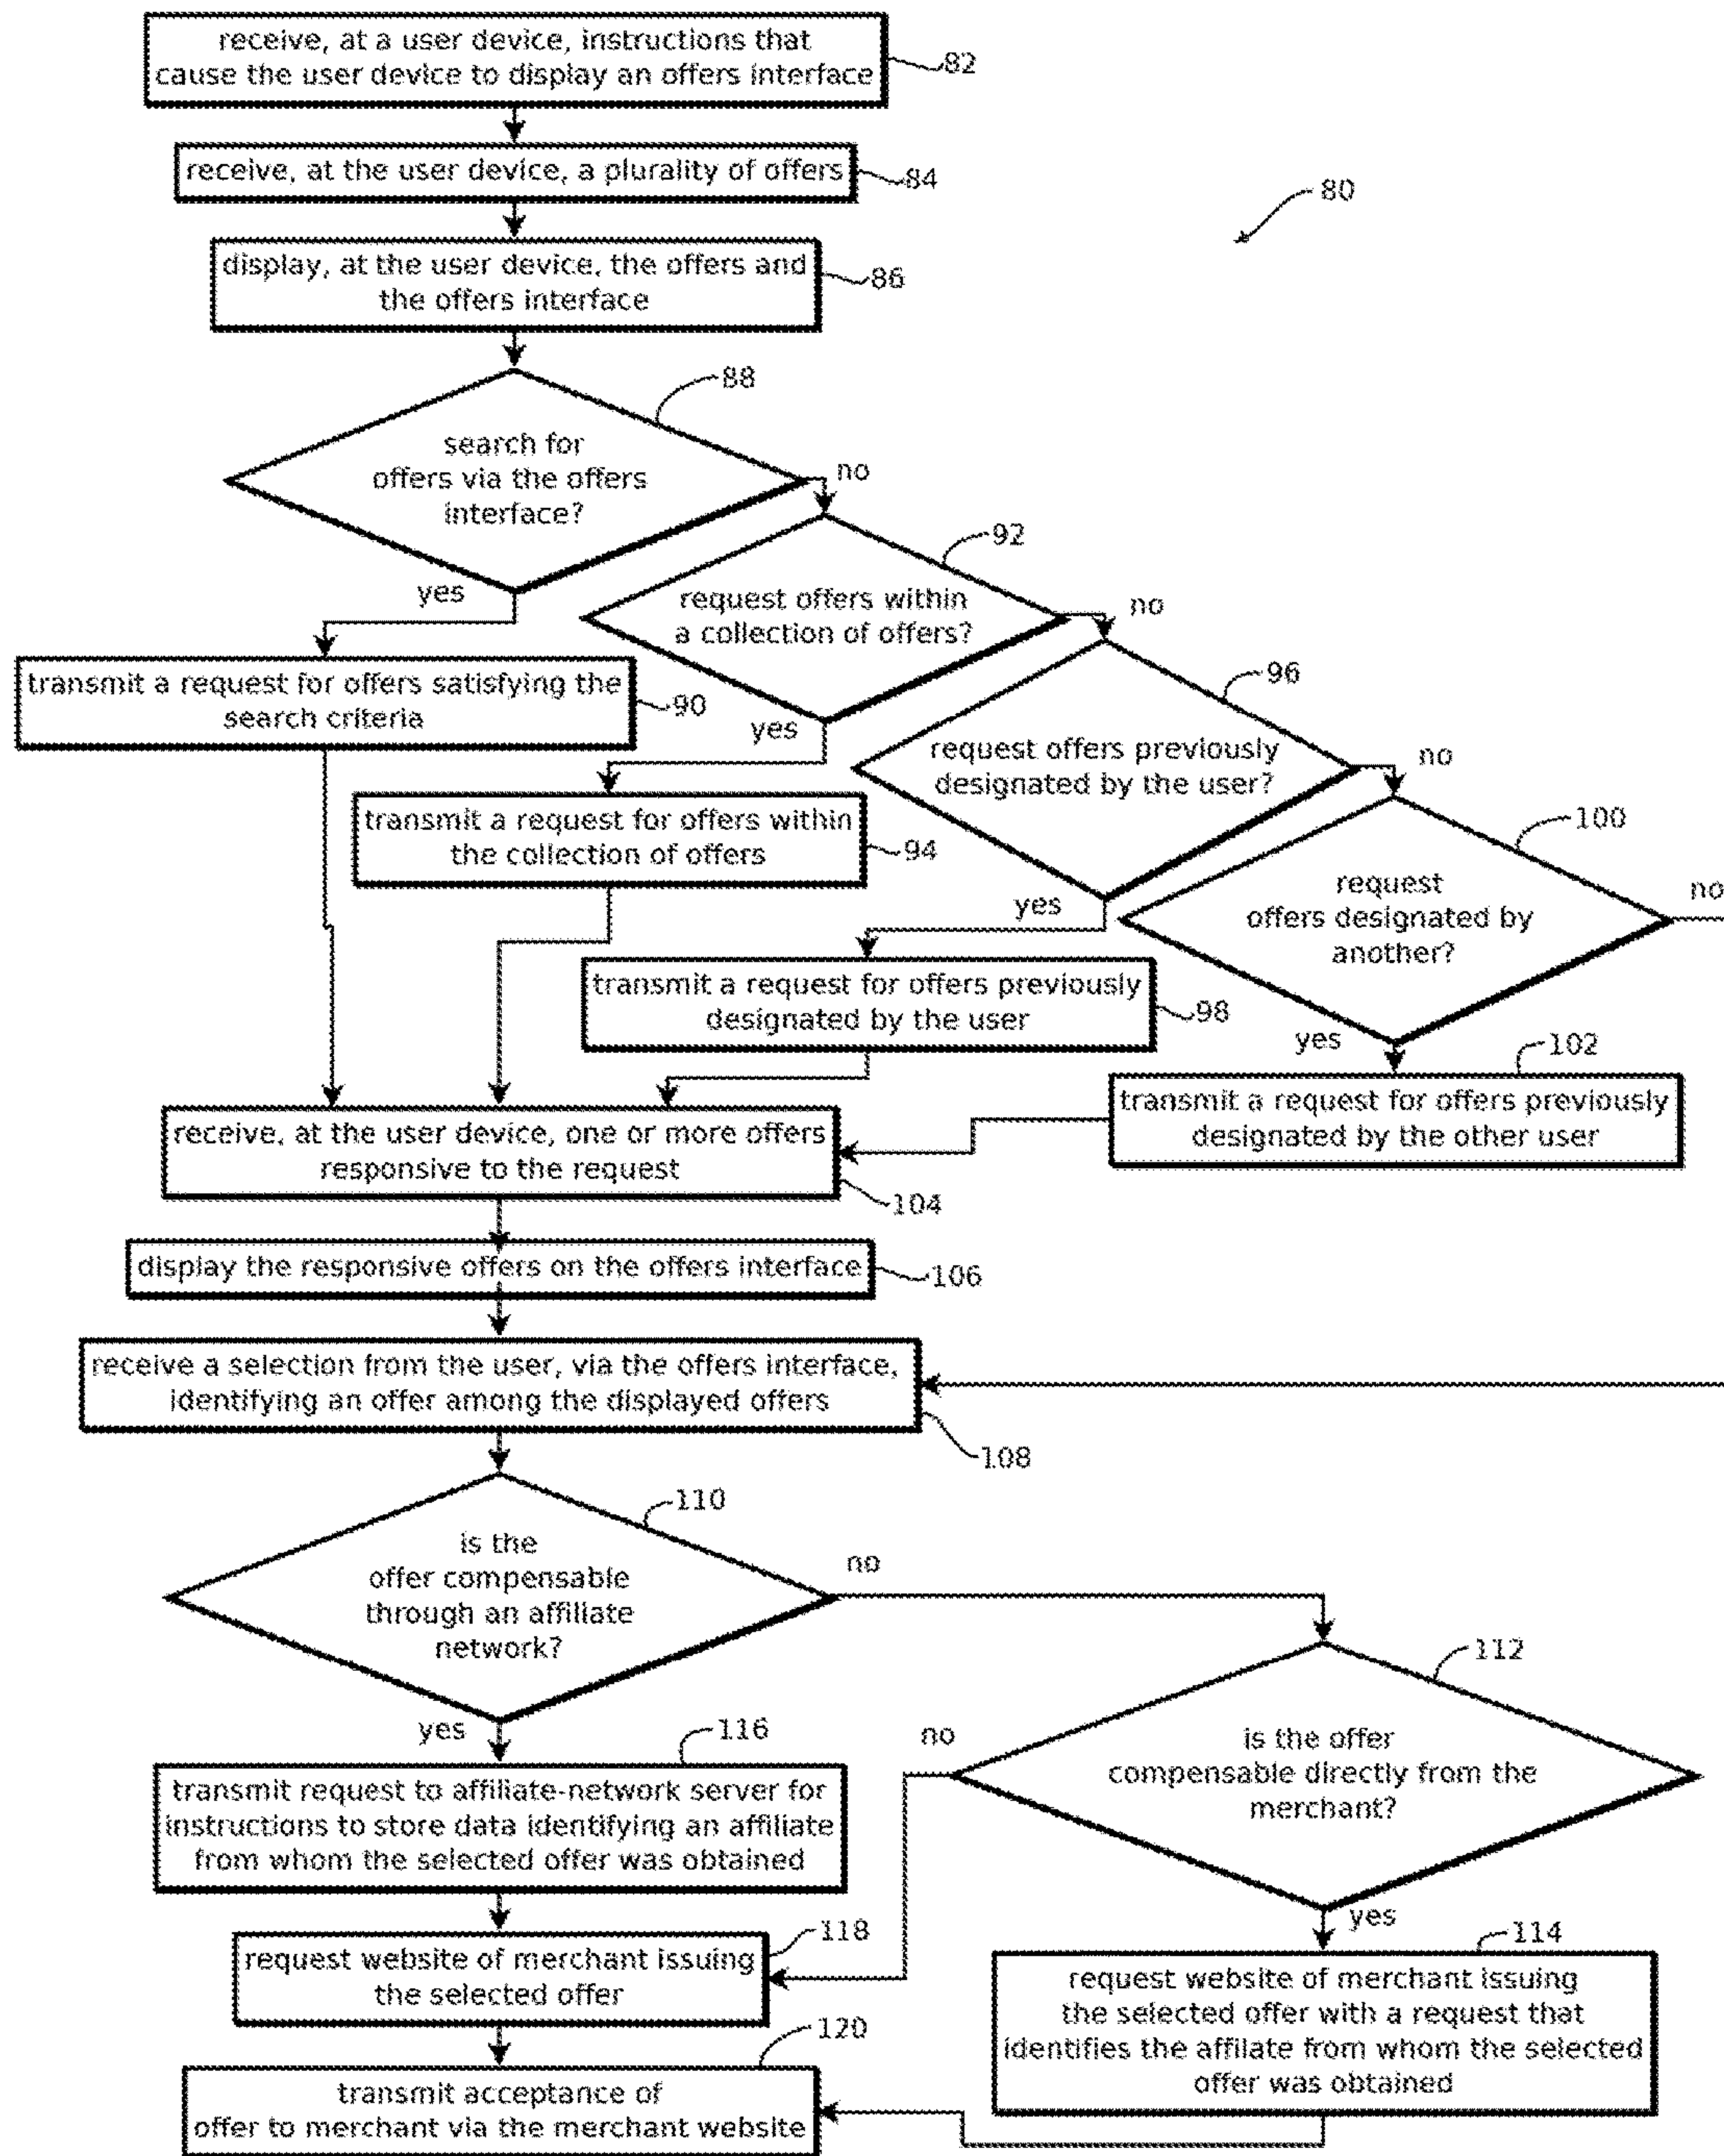 receive, at a user device, instructions that
cause the user device to display an offers interface
82
receive, at the user device, a plurality of offers
84
80
display, at the user device, the offers and
the offers interface
86
88
search for
offers via the offers
interface?
no
yes
92
request offers within
a collection of offers?
no
yes
transmit a request for offers satisfying the
search criteria
90
96
request offers previously
designated by the user?
no
yes
transmit a request for offers within
the collection of offers
94
100
request
offers designated by
another?
no
yes
transmit a request for offers previously
designated by the user
98
102
transmit a request for offers previously
designated by the other user
receive, at the user device, one or more offers
responsive to the request
104
display the responsive offers on the offers interface
106
receive a selection from the user, via the offers interface,
identifying an offer among the displayed offers
108
110
is the
offer compensable
through an affiliate
network?
no
yes
112
is the offer
compensable directly from the
merchant?
no
yes
116
transmit request to affiliate-network server for
instructions to store data identifying an affiliate
from whom the selected offer was obtained
118
request website of merchant issuing
the selected offer
114
request website of merchant issuing
the selected offer with a request that
identifies the affilate from whom the selected
offer was obtained
120
transmit acceptance of
offer to merchant via the merchant website